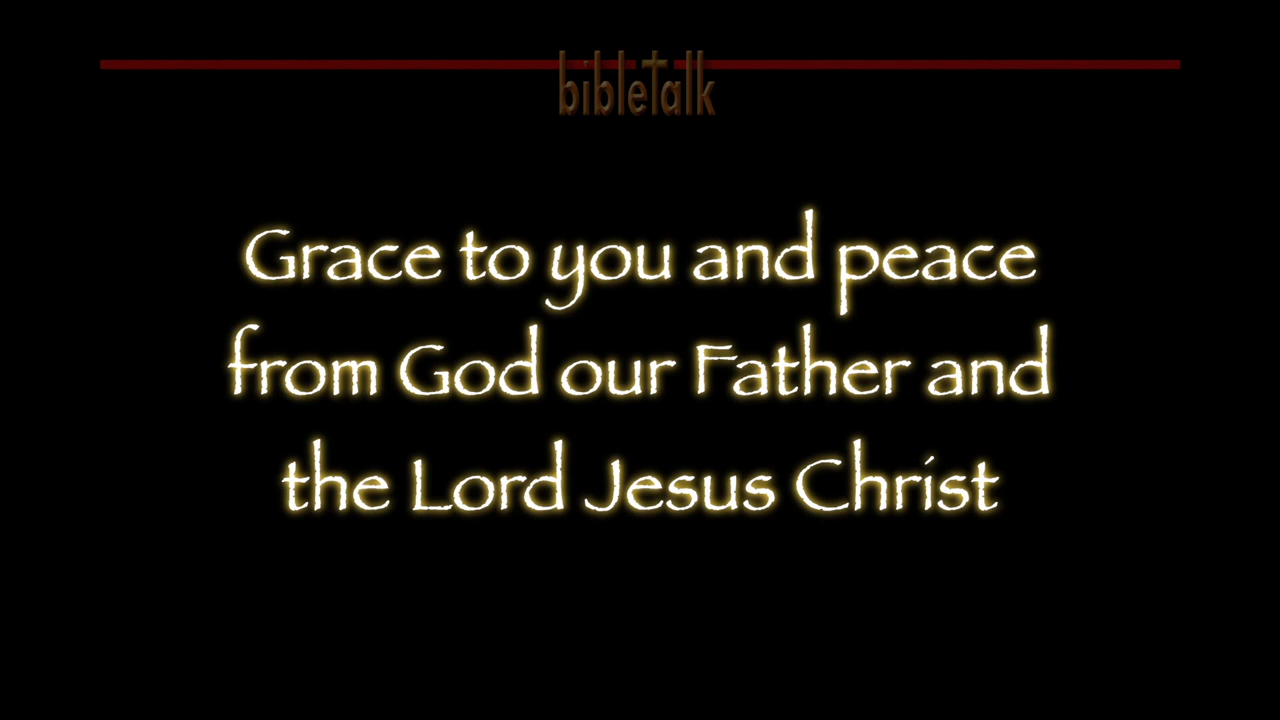 bibleTalk
Grace to you and peace
from God our Father and
the Lord Jesus Christ